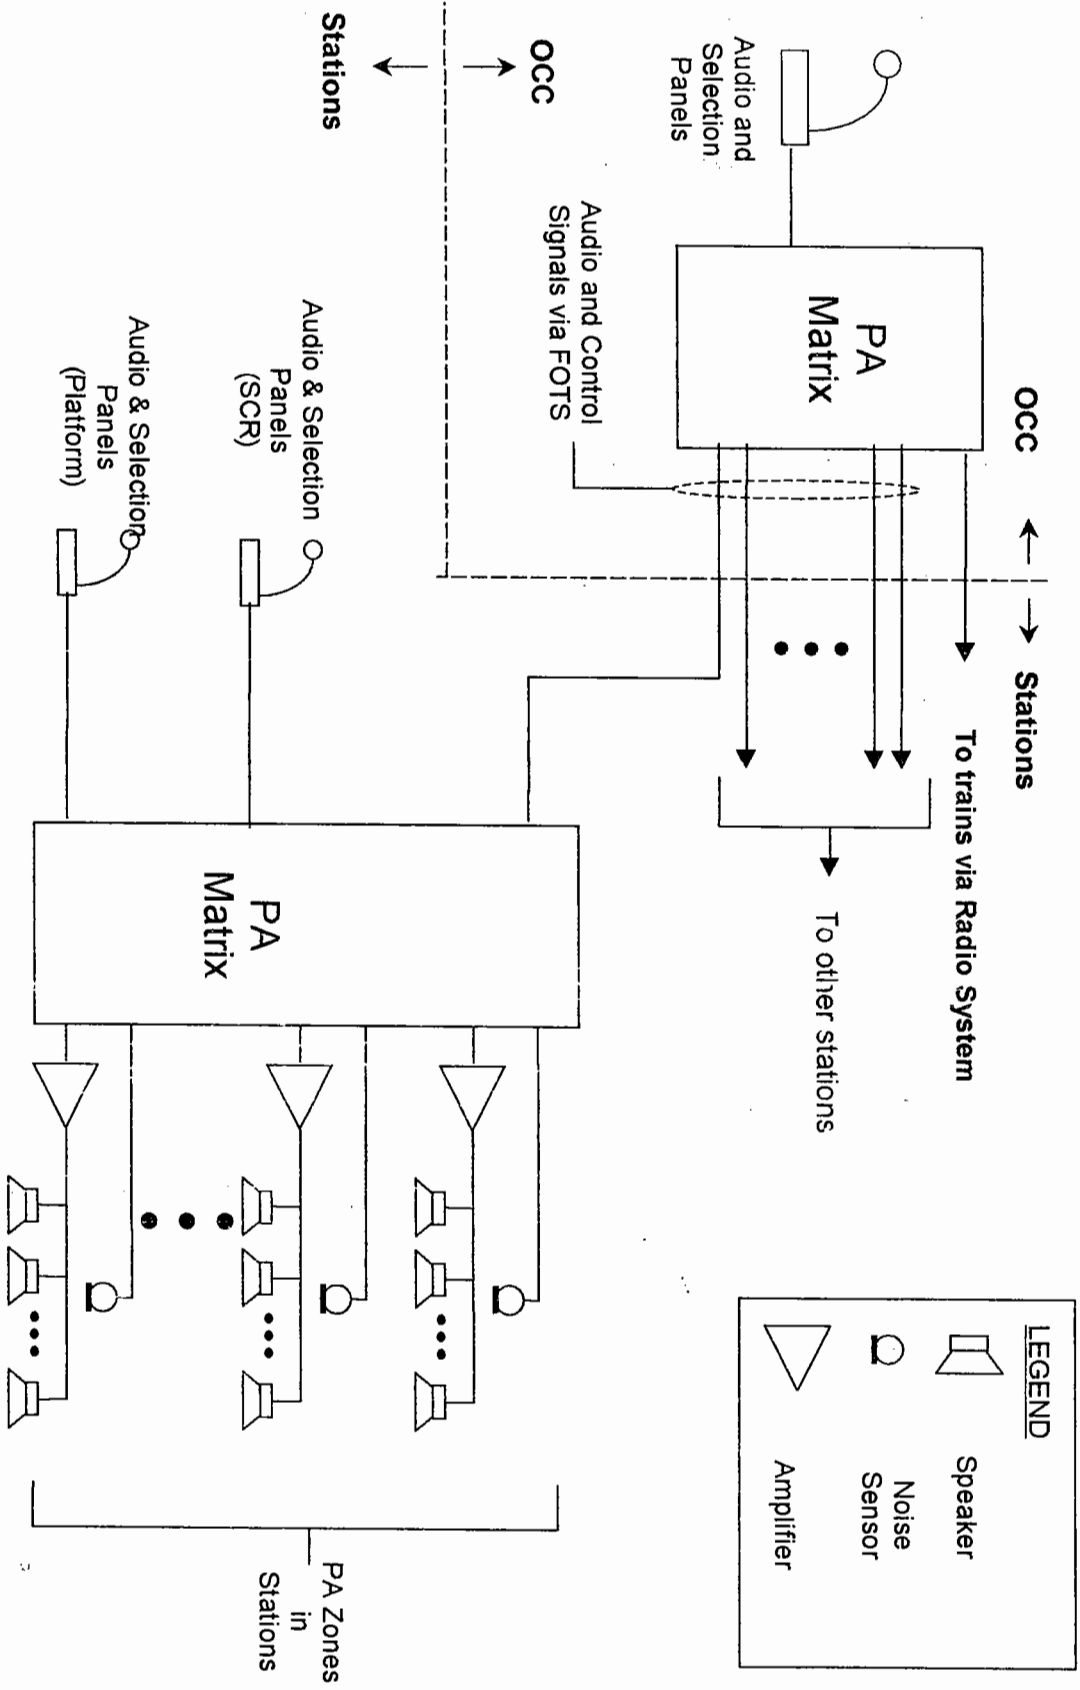 OCC
Stations
To trains via Radio System
Audio and
Selection
Panels
PA
Matrix
To other stations
Audio and Control
Signals via FOTS
OCC
Stations
Audio & Selection
Panels
(SCR)
Audio & Selection
Panels
(Platform)
PA
Matrix
PA Zones
in
Stations
LEGEND
Speaker
Noise
Sensor
Amplifier